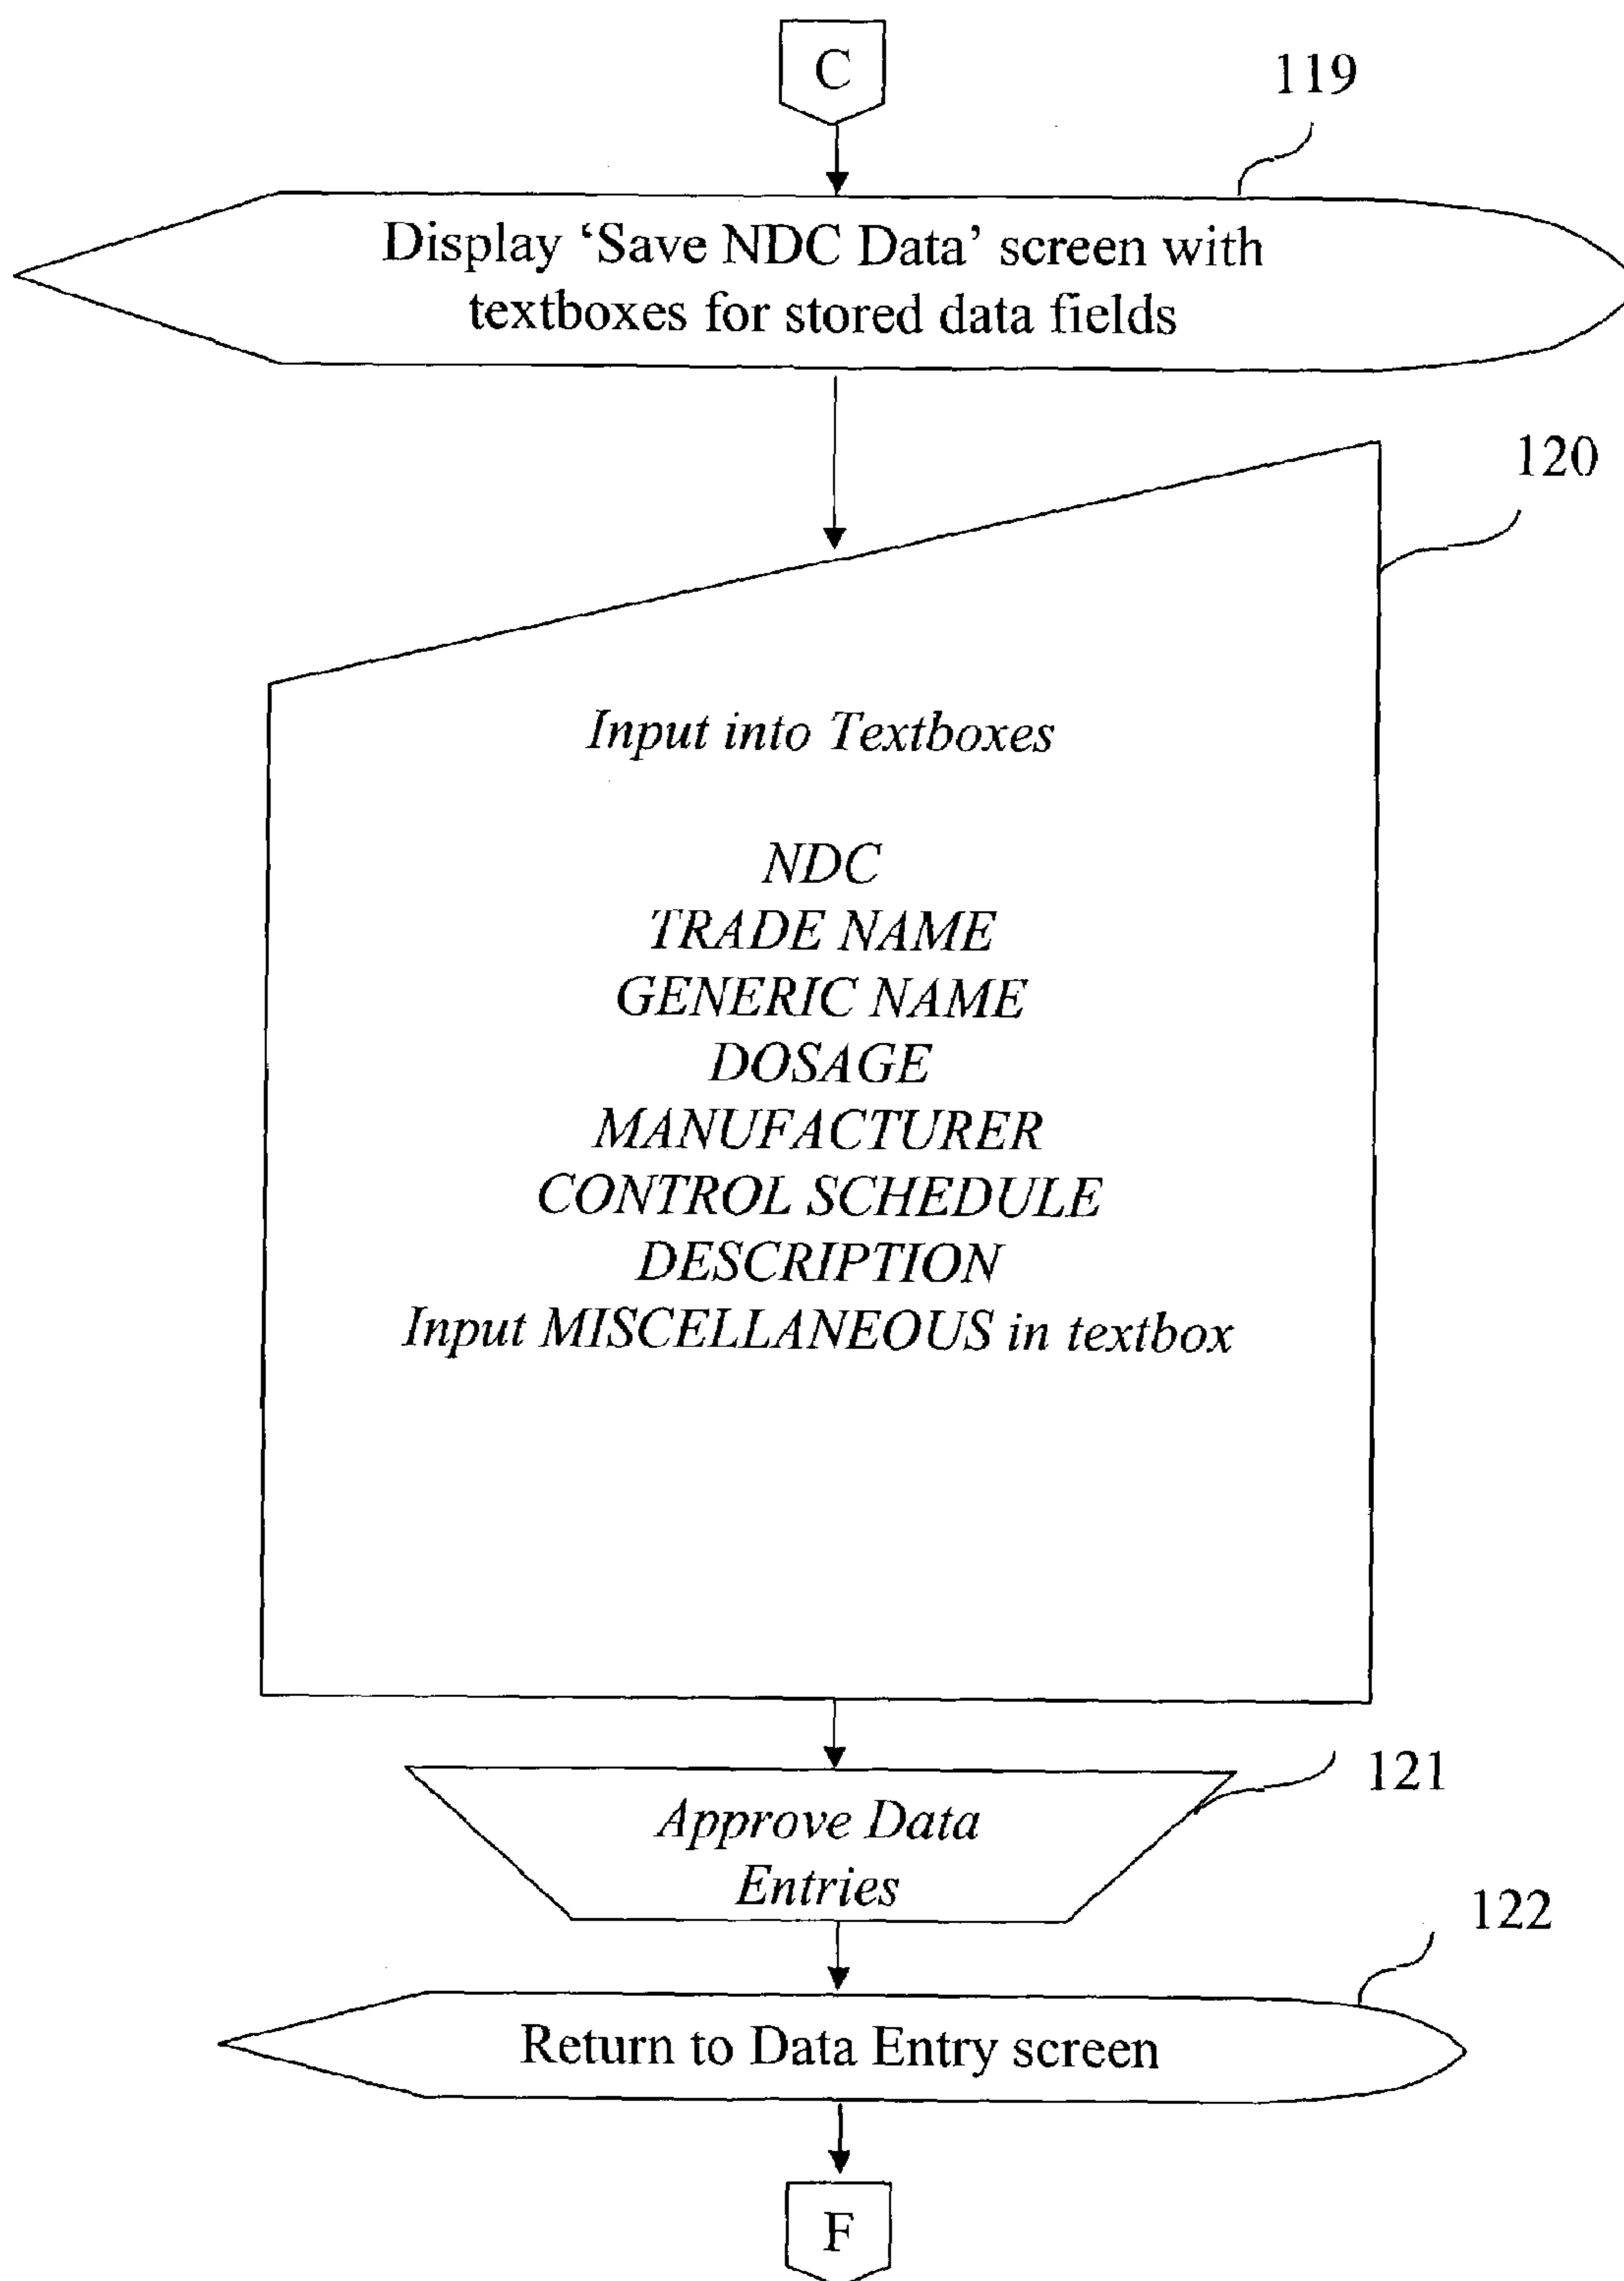 C
119
Display ‘Save NDC Data’ screen with
textboxes for stored data fields
120
Input into Textboxes
NDC
TRADE NAME
GENERIC NAME
DOSAGE
MANUFACTURER
CONTROL SCHEDULE
DESCRIPTION
Input MISCELLANEOUS in textbox
121
Approve Data
Entries
122
Return to Data Entry screen
F